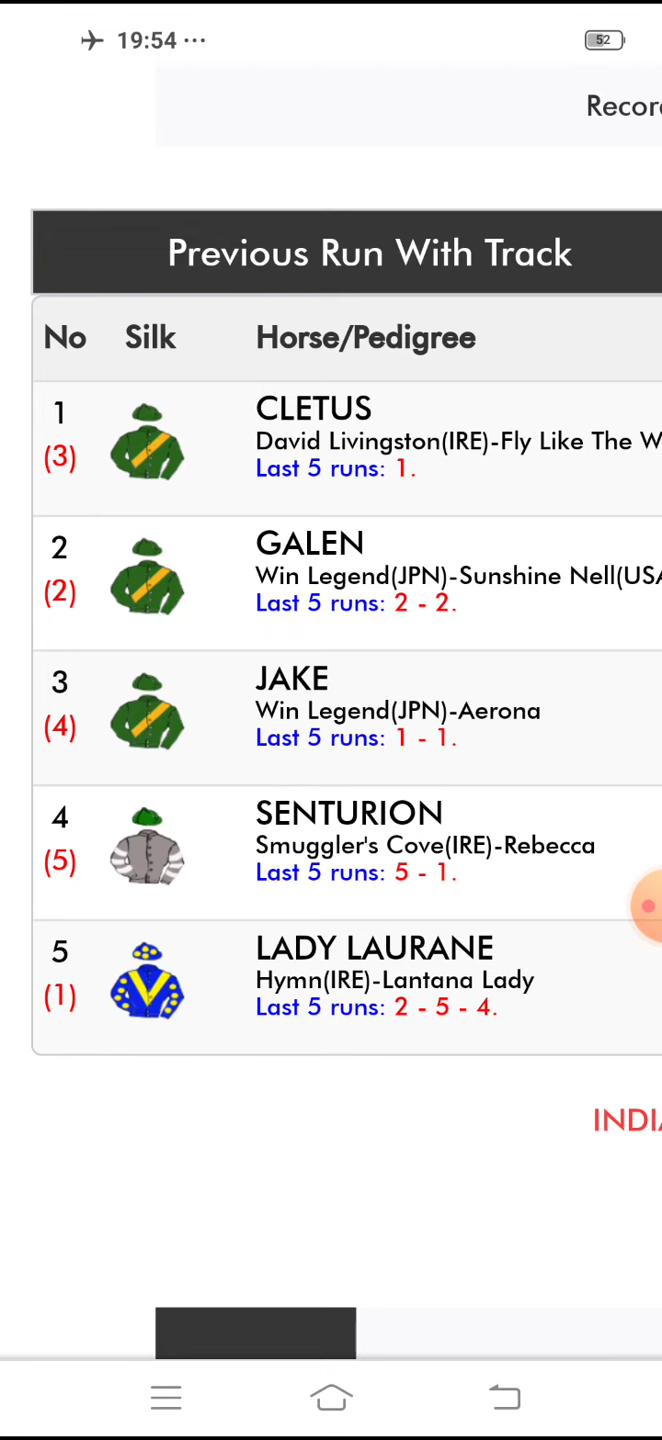 19:54 ...
52
Recor
Previous Run With Track
No Silk Horse/Pedigree
1 CLETUS
(3) David Livingston(IRE)-Fly Like The W
Last 5 runs: 1.
2 GALEN
(2) Win Legend(JPN)-Sunshine Nell(USA
Last 5 runs: 2 - 2.
3 JAKE
(4) Win Legend(JPN)-Aerona
Last 5 runs: 1 - 1.
4 SENTURION
(5) Smuggler's Cove(IRE)-Rebecca
Last 5 runs: 5 - 1.
5 LADY LAURANE
(1) Hymn(IRE)-Lantana Lady
Last 5 runs: 2 - 5 - 4.
INDIA